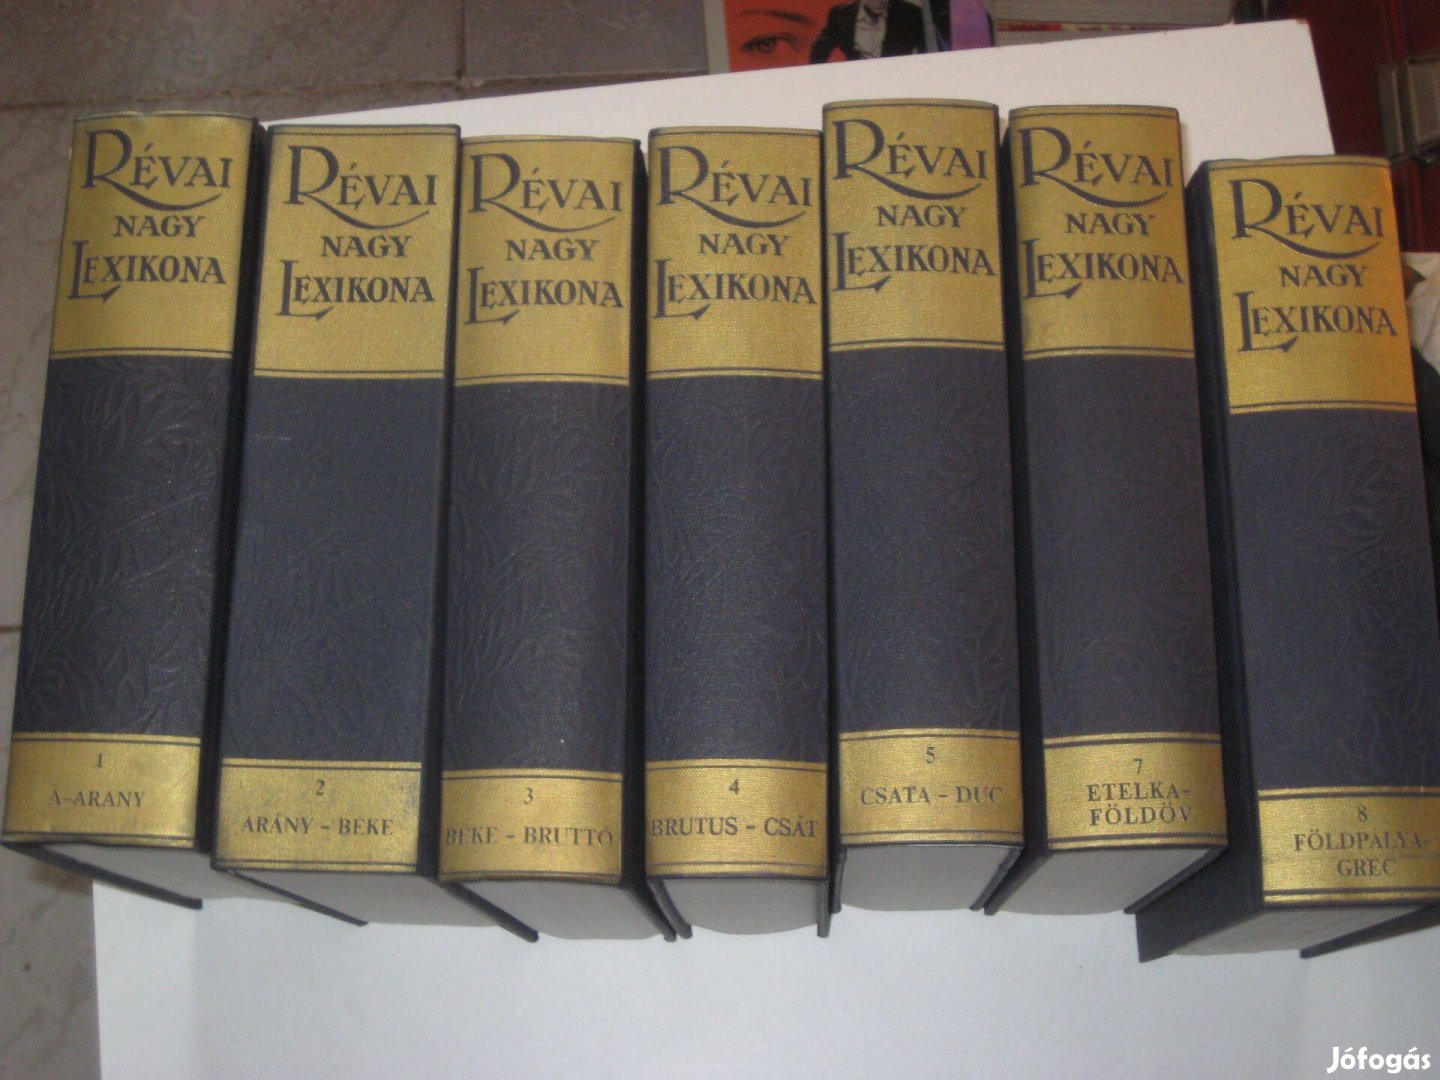 RÉVAI
NAGY
LEXIKONA
1
A-ARANY
RÉVAI
NAGY
LEXIKONA
2
ARÁNY - BEKE
RÉVAI
NAGY
LEXIKONA
3
BEKE - BRUTTÓ
RÉVAI
NAGY
LEXIKONA
4
BRUTUS - CSÁT
RÉVAI
NAGY
LEXIKONA
5
CSATA - DUC
RÉVAI
NAGY
LEXIKONA
7
ETELKA-
FÖLDÖV
RÉVAI
NAGY
LEXIKONA
8
FÖLDPALYA-
GREC
Jófogás